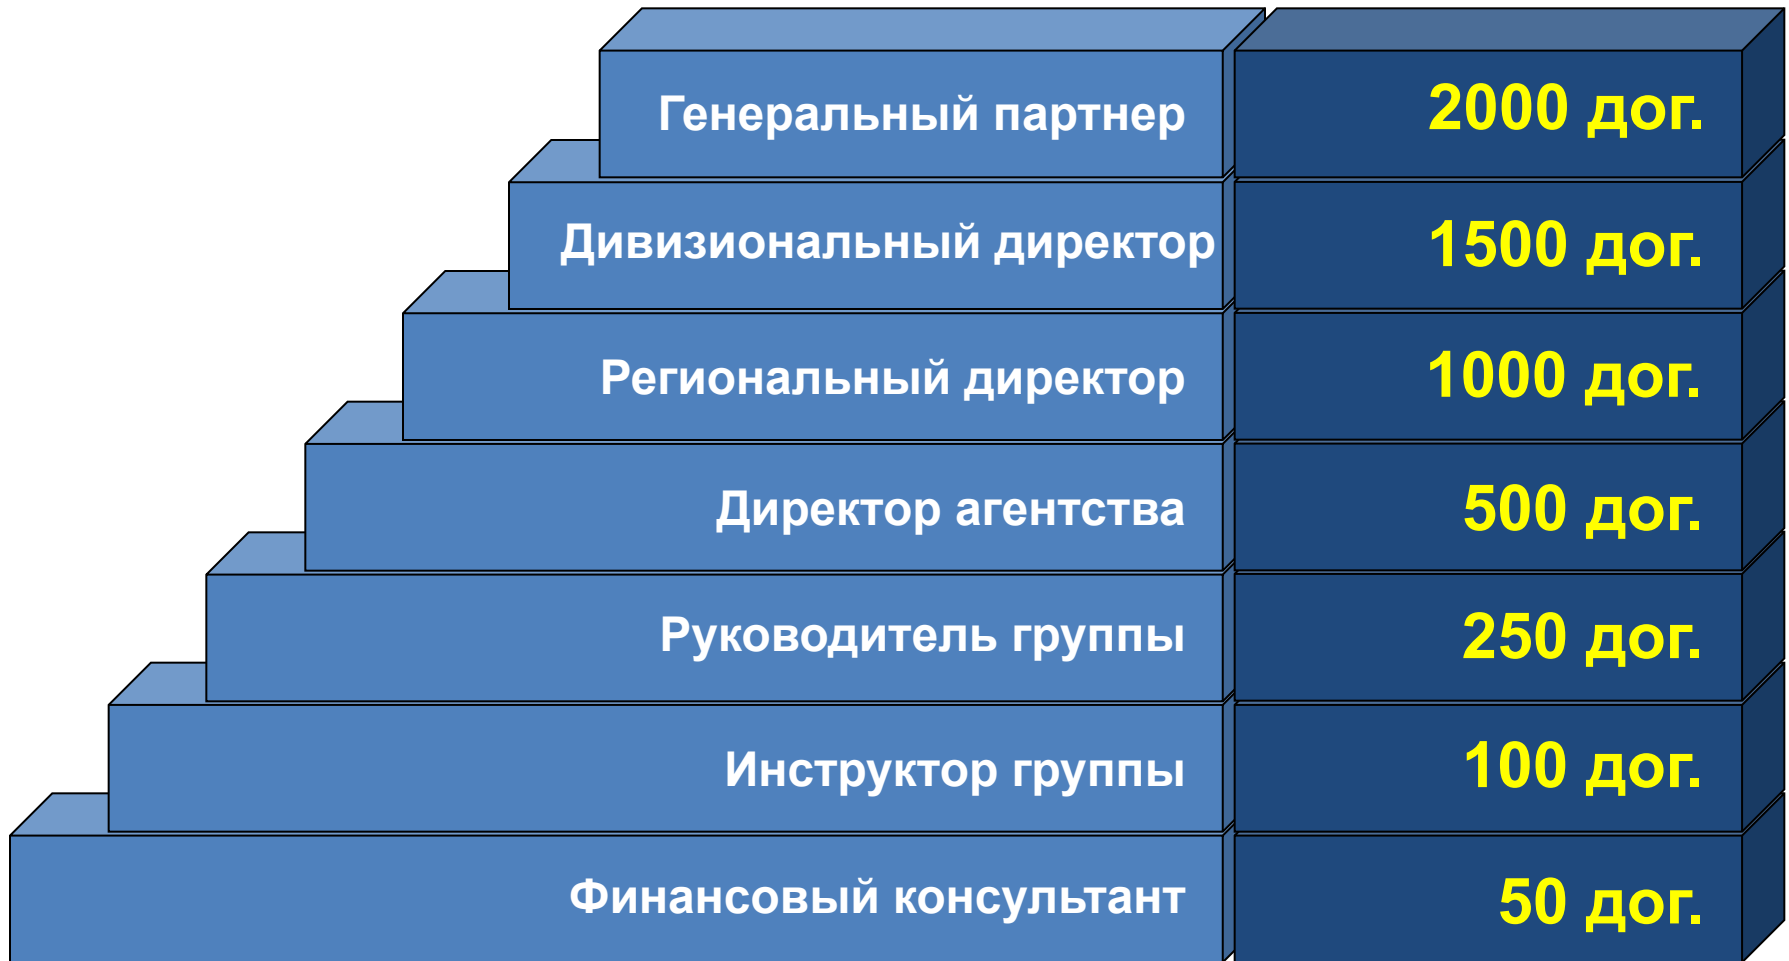 Генеральный партнер 2000 дог.
Дивизиональный директор 1500 дог.
Региональный директор 1000 дог.
Директор агентства 500 дог.
Руководитель группы 250 дог.
Инструктор группы 100 дог.
Финансовый консультант 50 дог.